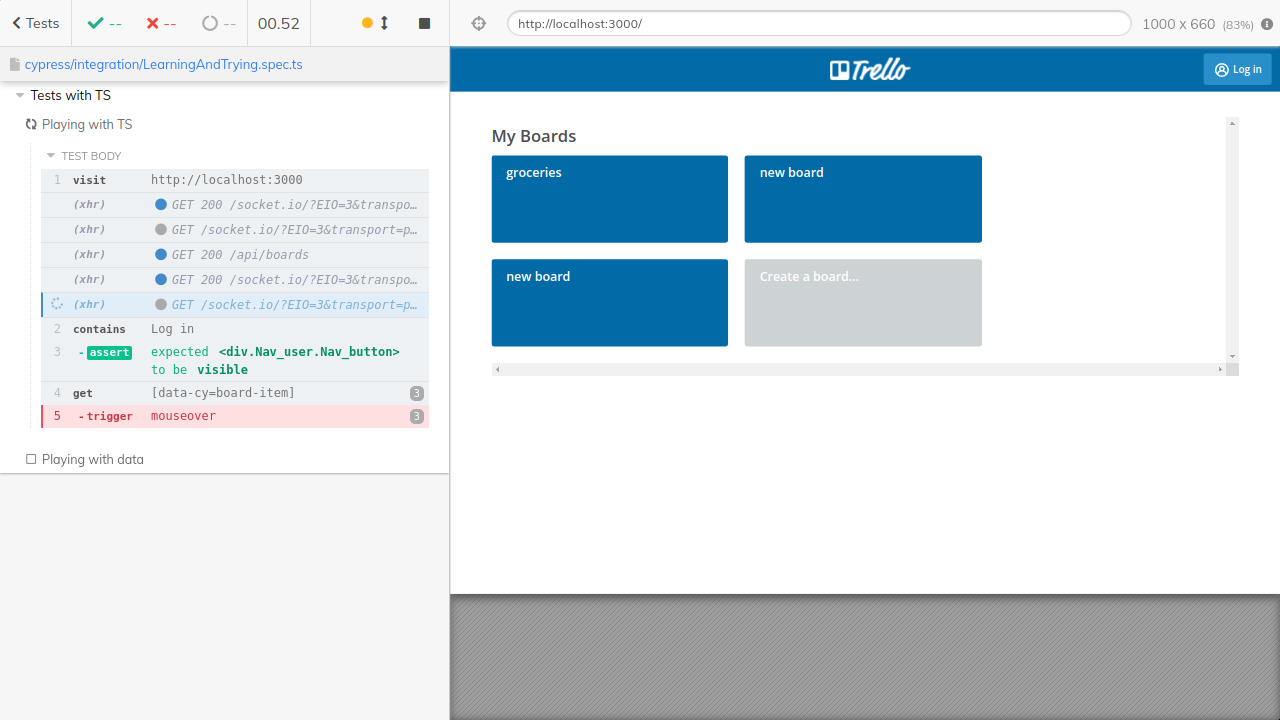 Tests
--
--
--
00.52
http://localhost:3000/
1000 x 660 (83%)
cypress/integration/LearningAndTrying.spec.ts
Tests with TS
Playing with TS
TEST BODY
1 visit http://localhost:3000
(xhr) GET 200 /socket.io/?EIO=3&transpo…
(xhr) GET /socket.io/?EIO=3&transport=p…
(xhr) GET 200 /api/boards
(xhr) GET 200 /socket.io/?EIO=3&transpo…
(xhr) GET /socket.io/?EIO=3&transport=p…
2 contains Log in
3 -assert expected <div.Nav_user.Nav_button>
to be visible
4 get [data-cy=board-item] 3
5 -trigger mouseover 3
Playing with data
Trello
Log in
My Boards
groceries
new board
new board
Create a board...